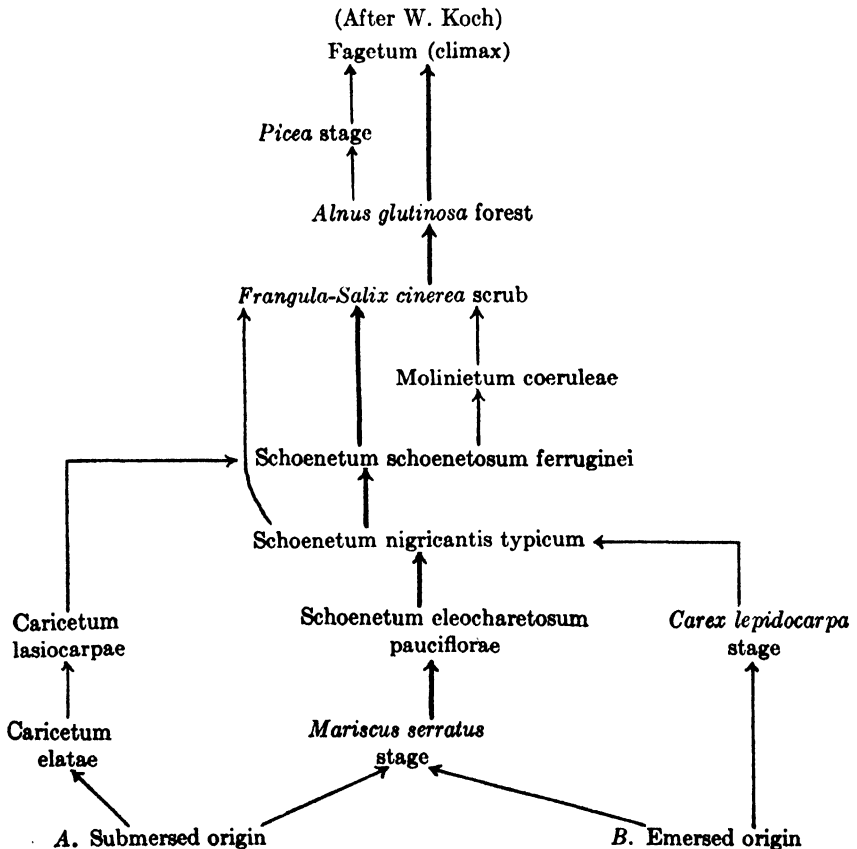 (After W. Koch)
Fagetum (climax)
Picea stage
Alnus glutinosa forest
Frangula-Salix cinerea scrub
Molinietum coeruleae
Schoenetum schoenetosum ferruginei
Schoenetum nigricantis typicum
Caricetum
lasiocarpae
Schoenetum eleocharetosum
pauciflorae
Carex lepidocarpa
stage
Caricetum
elatae
Mariscus serratus
stage
A. Submersed origin
B. Emersed origin